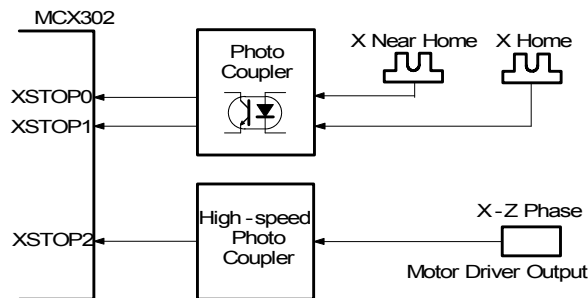 MCX302
Photo
Coupler
X Near Home
X Home
XSTOP0
XSTOP1
High-speed
Photo
Coupler
X-Z Phase
XSTOP2
Motor Driver Output